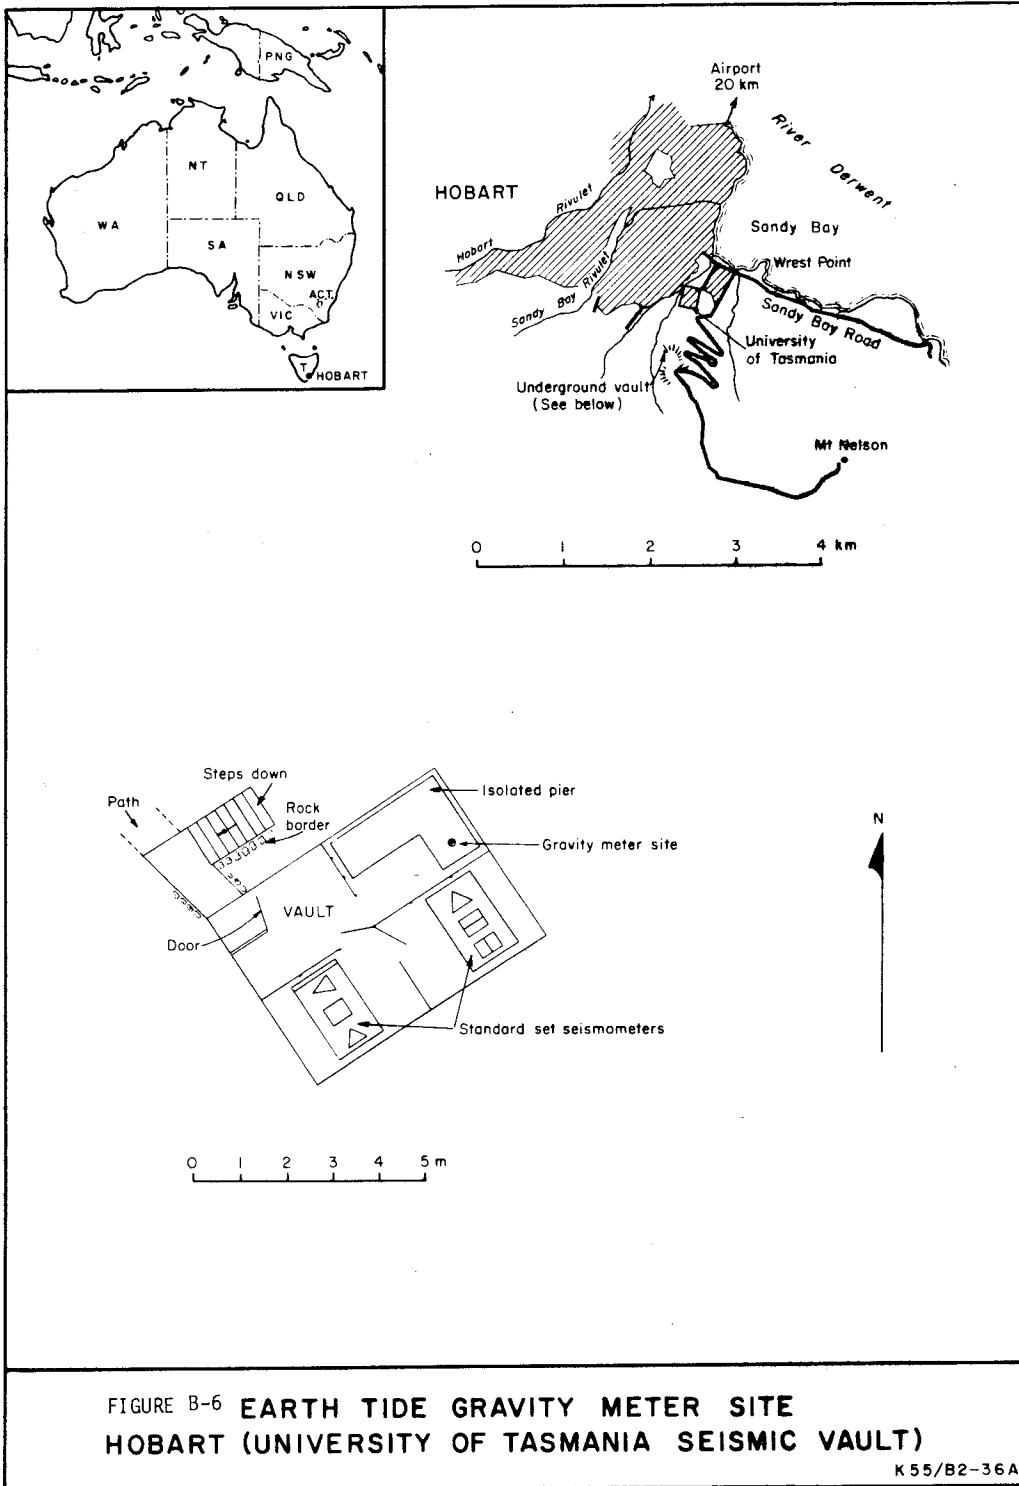 PNG
NT
WA
QLD
SA
NSW
A.C.T.
VIC
T
HOBART
Airport
20 km
River Derwent
HOBART
Hobart Rivulet
Sandy Bay Rivulet
Sandy Bay
Wrest Point
Sandy Bay Road
University
of Tasmania
Underground vault
(See below)
Mt Nelson
0 1 2 3 4 km
Steps down
Path
Rock
border
Isolated pier
Gravity meter site
VAULT
Door
Standard set seismometers
N
0 1 2 3 4 5 m
FIGURE B-6 EARTH TIDE GRAVITY METER SITE
HOBART (UNIVERSITY OF TASMANIA SEISMIC VAULT)
K55/B2-36A